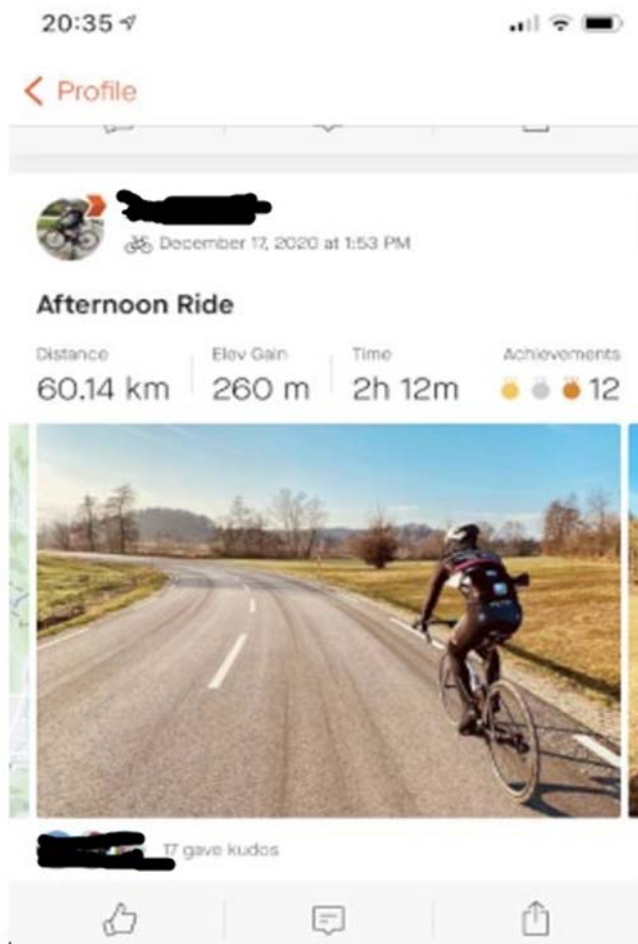 20:35
Profile
December 17, 2020 at 1:53 PM
Afternoon Ride
Distance Elev Gain Time Achievements
60.14 km 260 m 2h 12m 12
17 gave kudos